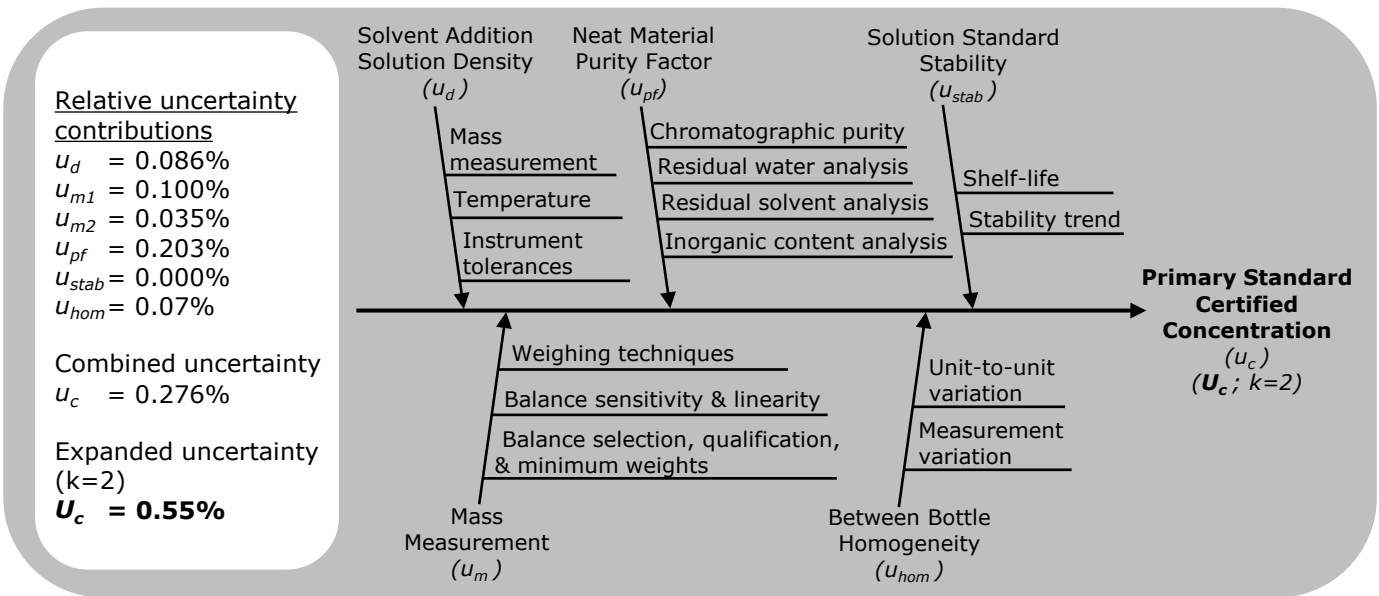 Relative uncertainty
contributions
u_d = 0.086%
u_m1 = 0.100%
u_m2 = 0.035%
u_pf = 0.203%
u_stab = 0.000%
u_hom = 0.07%
Combined uncertainty
u_c = 0.276%
Expanded uncertainty
(k=2)
U_c = 0.55%
Solvent Addition
Solution Density
(u_d)
Mass
measurement
Temperature
Instrument
tolerances
Neat Material
Purity Factor
(u_pf)
Chromatographic purity
Residual water analysis
Residual solvent analysis
Inorganic content analysis
Solution Standard
Stability
(u_stab)
Shelf-life
Stability trend
Primary Standard
Certified
Concentration
(u_c)
(U_c; k=2)
Weighing techniques
Balance sensitivity & linearity
Balance selection, qualification,
& minimum weights
Mass
Measurement
(u_m)
Unit-to-unit
variation
Measurement
variation
Between Bottle
Homogeneity
(u_hom)